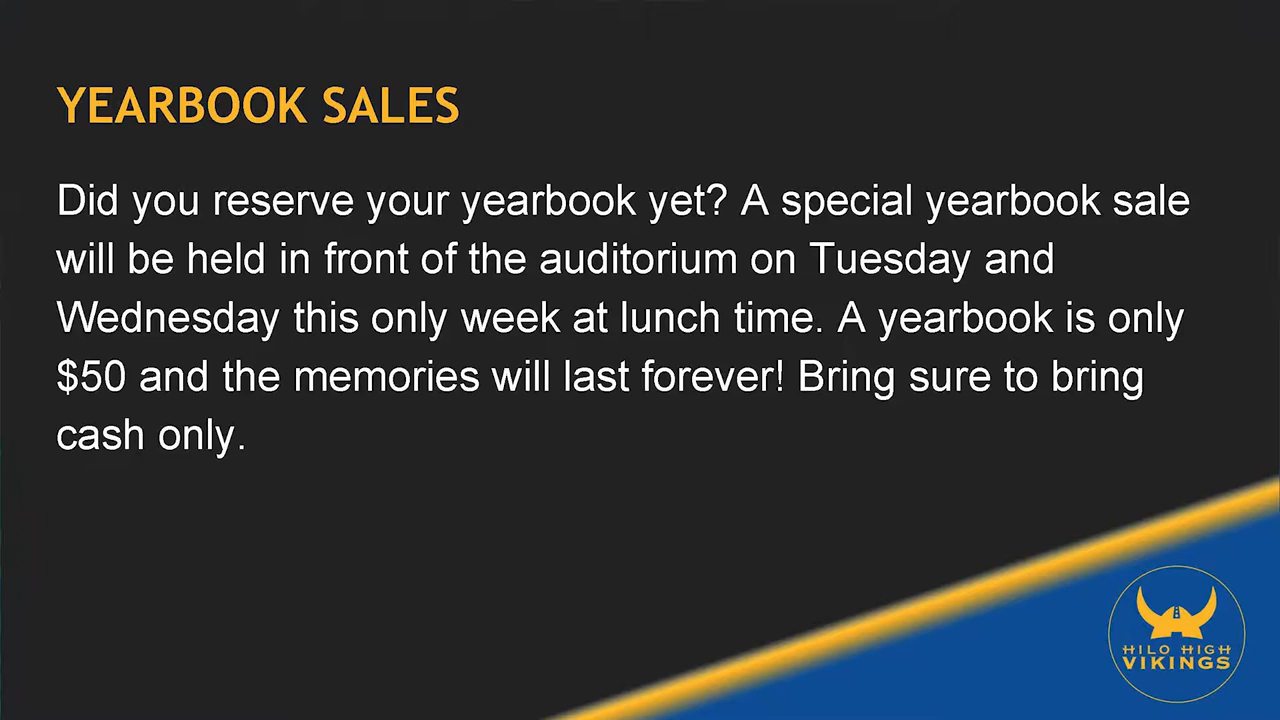 YEARBOOK SALES
Did you reserve your yearbook yet? A special yearbook sale
will be held in front of the auditorium on Tuesday and
Wednesday this only week at lunch time. A yearbook is only
$50 and the memories will last forever! Bring sure to bring
cash only.
HILO HIGH
VIKINGS